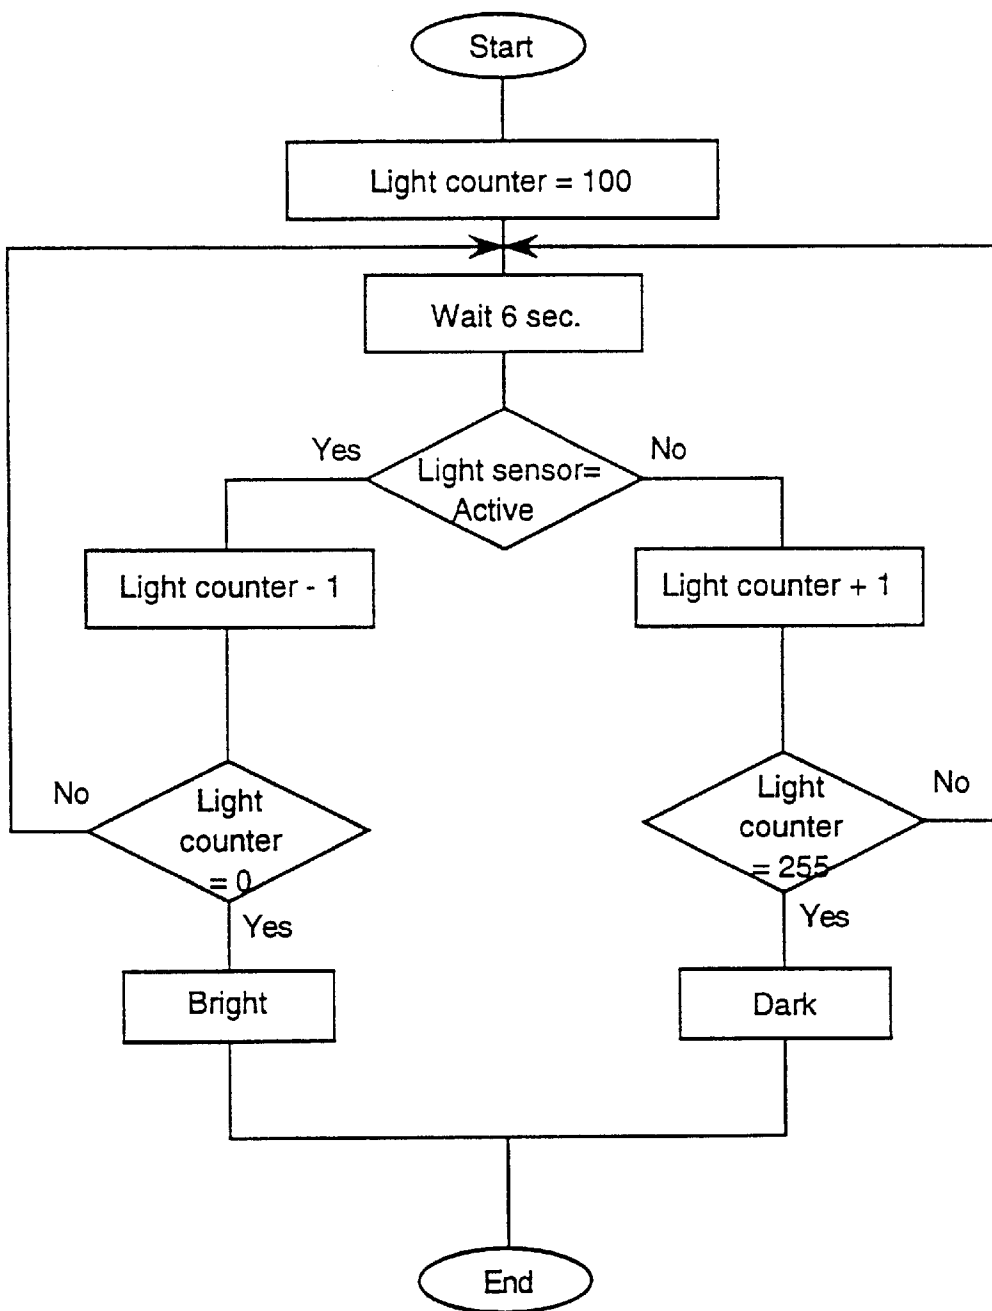 Start
Light counter = 100
Wait 6 sec.
Yes
No
Light sensor=
Active
Light counter - 1
Light counter + 1
No
Light
counter
= 0
Light
counter
= 255
No
Yes
Yes
Bright
Dark
End